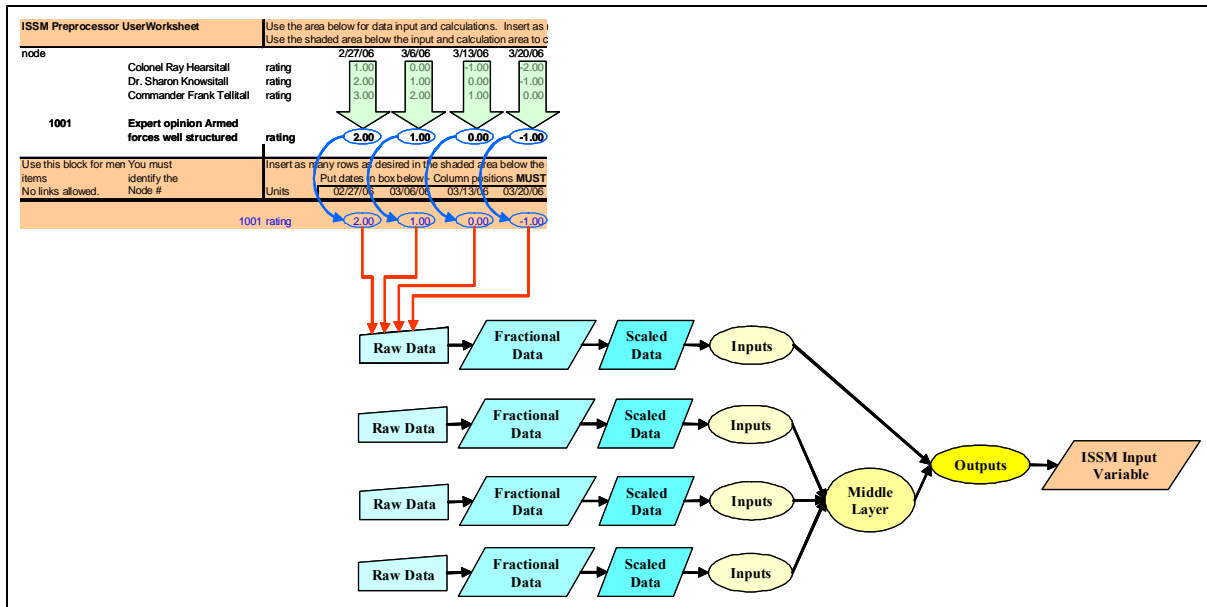 ISSM Preprocessor UserWorksheet Use the area below for data input and calculations. Insert as
Use the shaded area below the input and calculation area to c
node 2/27/06 3/6/06 3/13/06 3/20/06
Colonel Ray Hearsitall rating 1.00 0.00 -1.00 -2.00
Dr. Sharon Knowsitall rating 2.00 1.00 0.00 -1.00
Commander Frank Tellitall rating 3.00 2.00 1.00 0.00
1001 Expert opinion Armed
forces well structured rating 2.00 1.00 0.00 -1.00
Use this block for men You must Insert as many rows as desired in the shaded area below the
items identify the Put dates in box below - Column positions MUST
No links allowed. Node # Units 02/27/06 03/06/06 03/13/06 03/20/06
1001 rating 2.00 1.00 0.00 -1.00
Raw Data
Fractional
Data
Scaled
Data
Inputs
Raw Data
Fractional
Data
Scaled
Data
Inputs
Raw Data
Fractional
Data
Scaled
Data
Inputs
Raw Data
Fractional
Data
Scaled
Data
Inputs
Middle
Layer
Outputs
ISSM Input
Variable